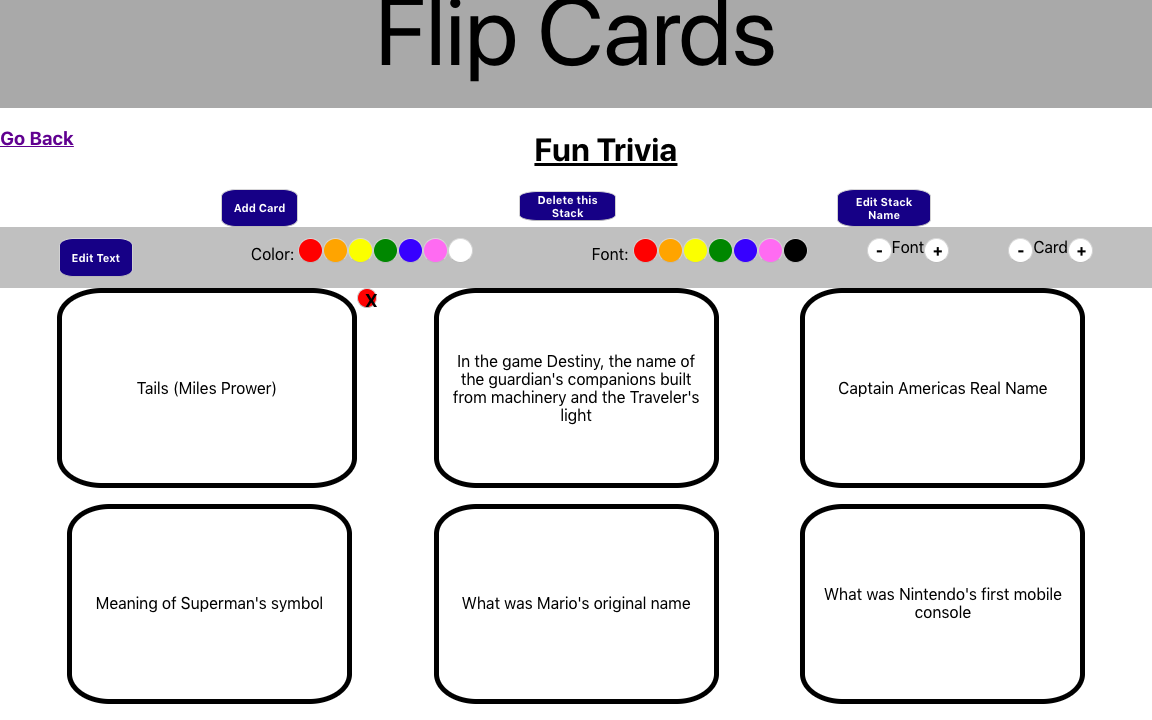 Flip Cards
Go Back
Fun Trivia
Add Card
Delete this
Stack
Edit Stack
Name
Edit Text
Color:
Font:
- Font +
- Card +
X
Tails (Miles Prower)
In the game Destiny, the name of
the guardian's companions built
from machinery and the Traveler's
light
Captain Americas Real Name
Meaning of Superman's symbol
What was Mario's original name
What was Nintendo's first mobile
console